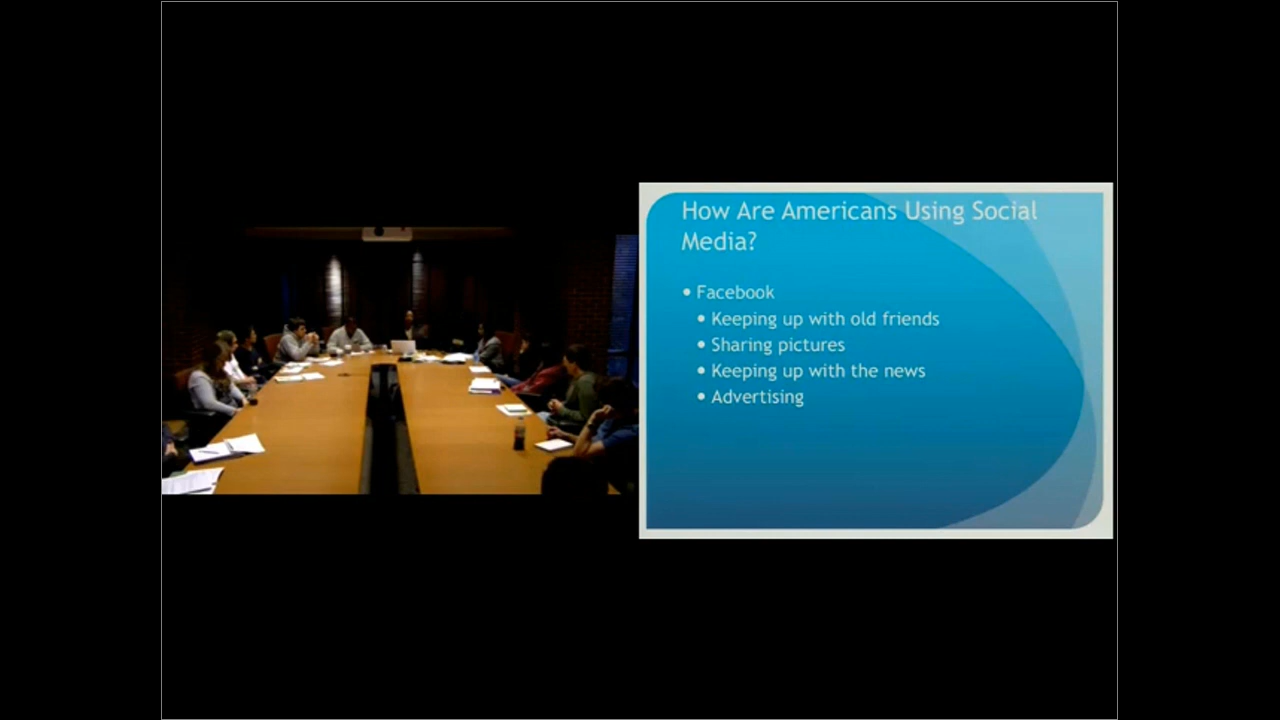 How Are Americans Using Social
Media?
• Facebook
• Keeping up with old friends
• Sharing pictures
• Keeping up with the news
• Advertising